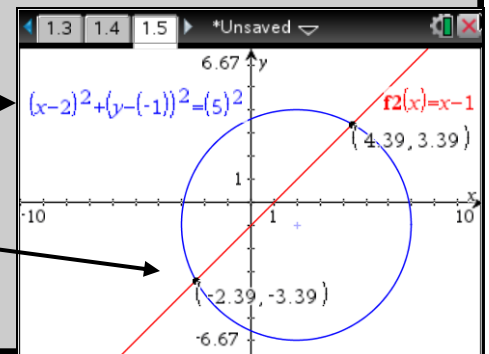 1.3 1.4 1.5 *Unsaved
6.67 y
(x-2)²+(y-(-1))²=(5)²
f2(x)=x-1
(4.39, 3.39)
1
x
-10 1 10
(-2.39, -3.39)
-6.67